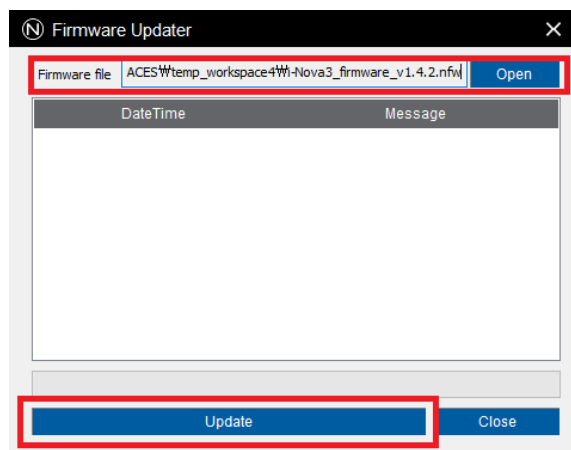 N Firmware Updater
Firmware file ACES₩temp_workspace4₩i-Nova3_firmware_v1.4.2.nfw Open
DateTime Message
Update Close